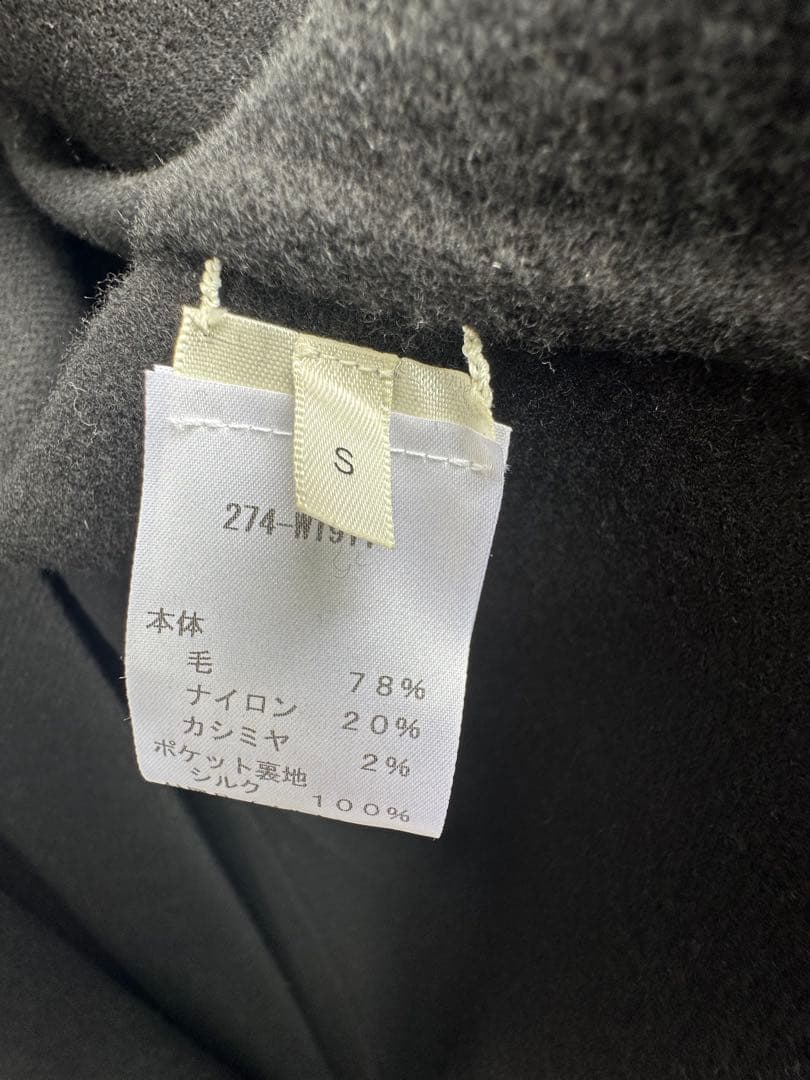 S
274-W
本体
毛 78%
ナイロン 20%
カシミヤ 2%
ポケット裏地
シルク 100%